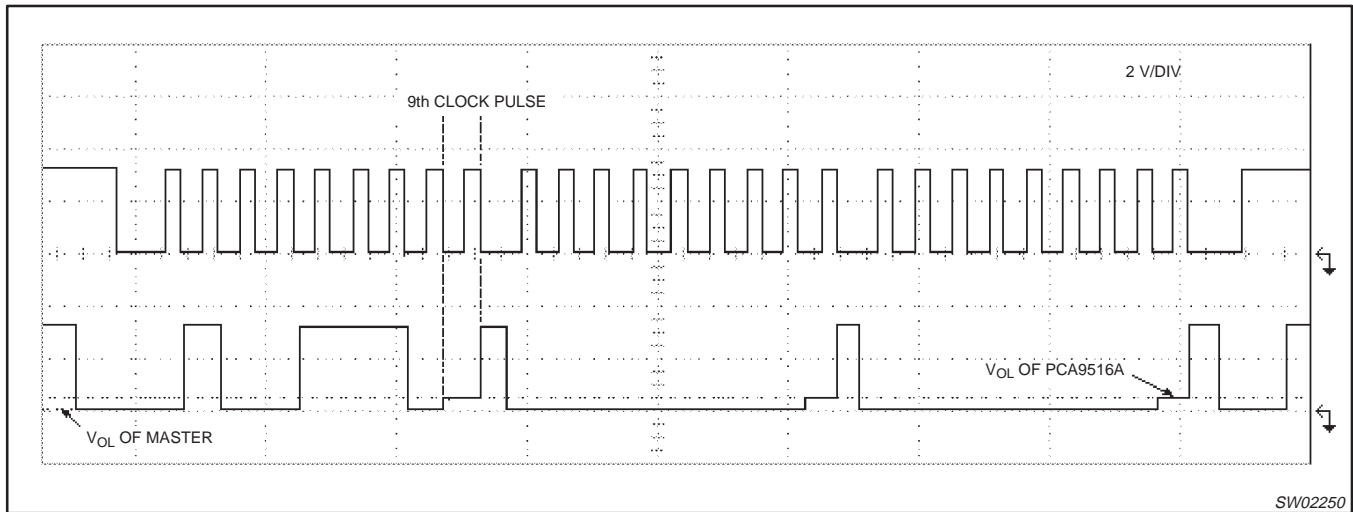 2 V/DIV
9th CLOCK PULSE
VOL OF PCA9516A
VOL OF MASTER
SW02250